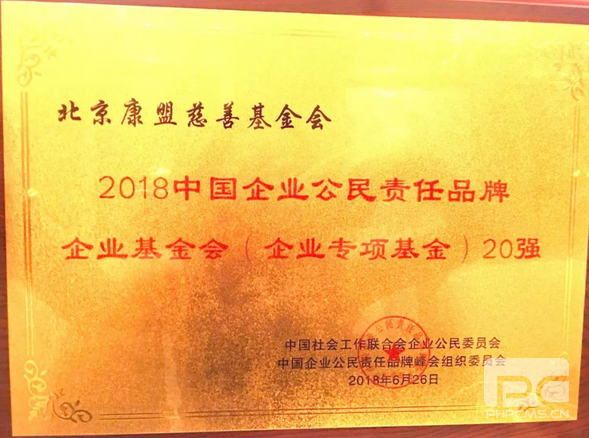 北京康盟慈善基金会
2018中国企业公民责任品牌
企业基金会（企业专项基金）20强
中国社会工作联合会企业公民委员会
中国企业公民责任品牌峰会组织委员会
2018年6月26日
PHPCMS.CN